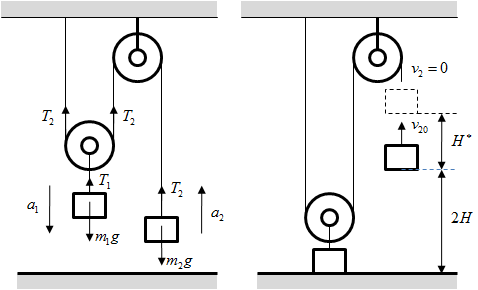 T₂ T₂
T₁ T₂
a₁ a₂
m₁g
m₂g
v₂ = 0
v₂₀
H*
2H